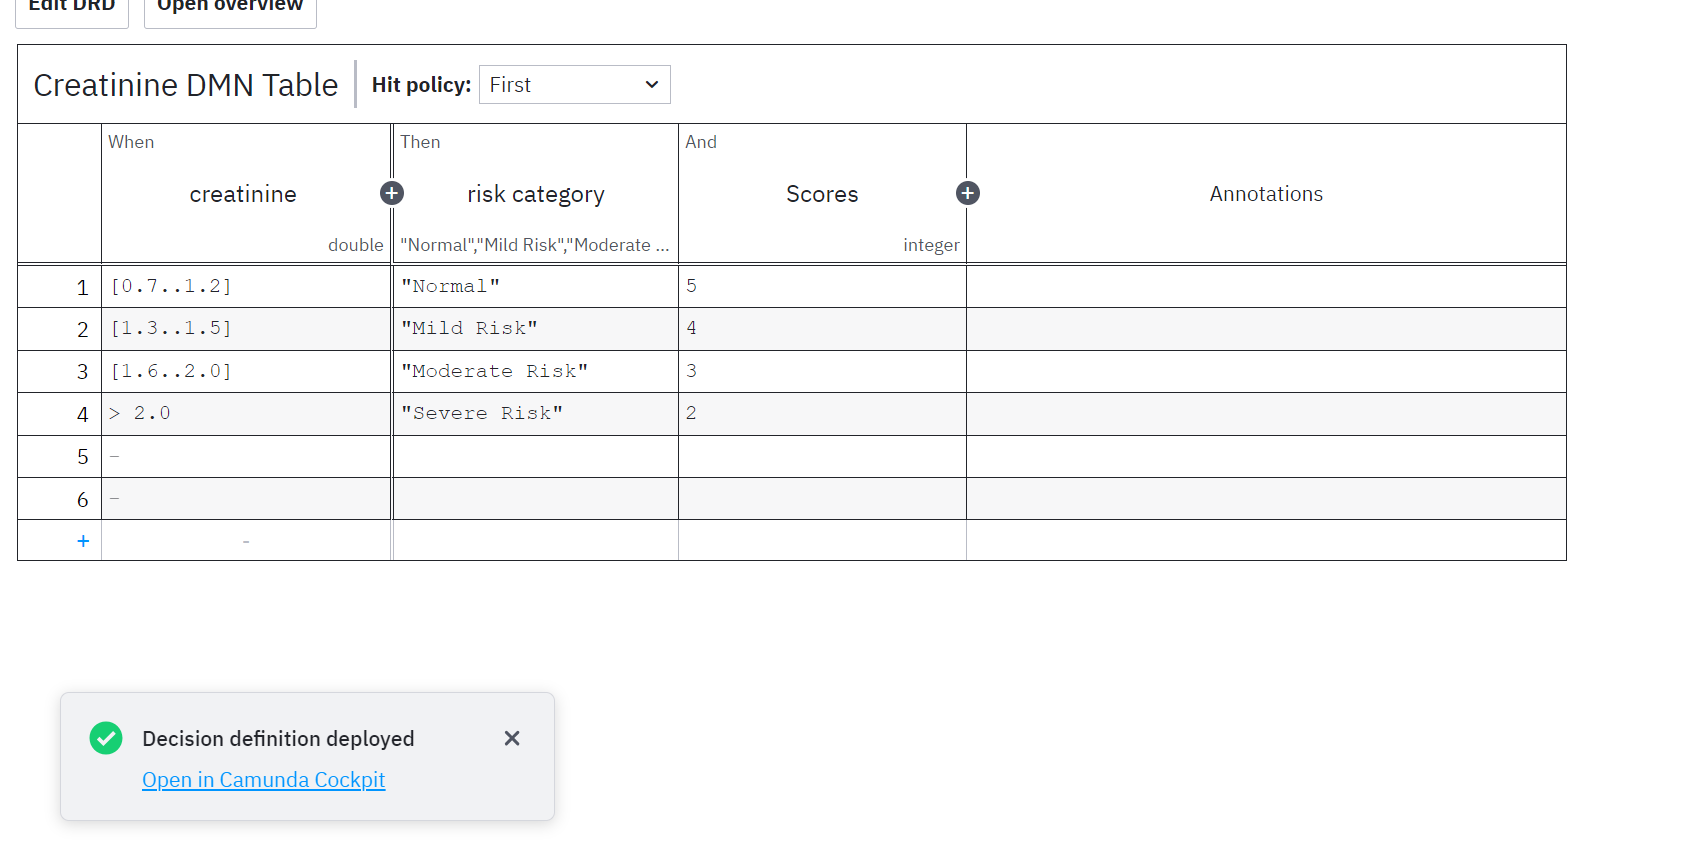 Edit DRD Open overview
Creatinine DMN Table Hit policy: First
When Then And
creatinine + risk category Scores + Annotations
double "Normal","Mild Risk","Moderate ... integer
1 [0.7..1.2] "Normal" 5
2 [1.3..1.5] "Mild Risk" 4
3 [1.6..2.0] "Moderate Risk" 3
4 > 2.0 "Severe Risk" 2
5 –
6 –
+ -
Decision definition deployed
Open in Camunda Cockpit